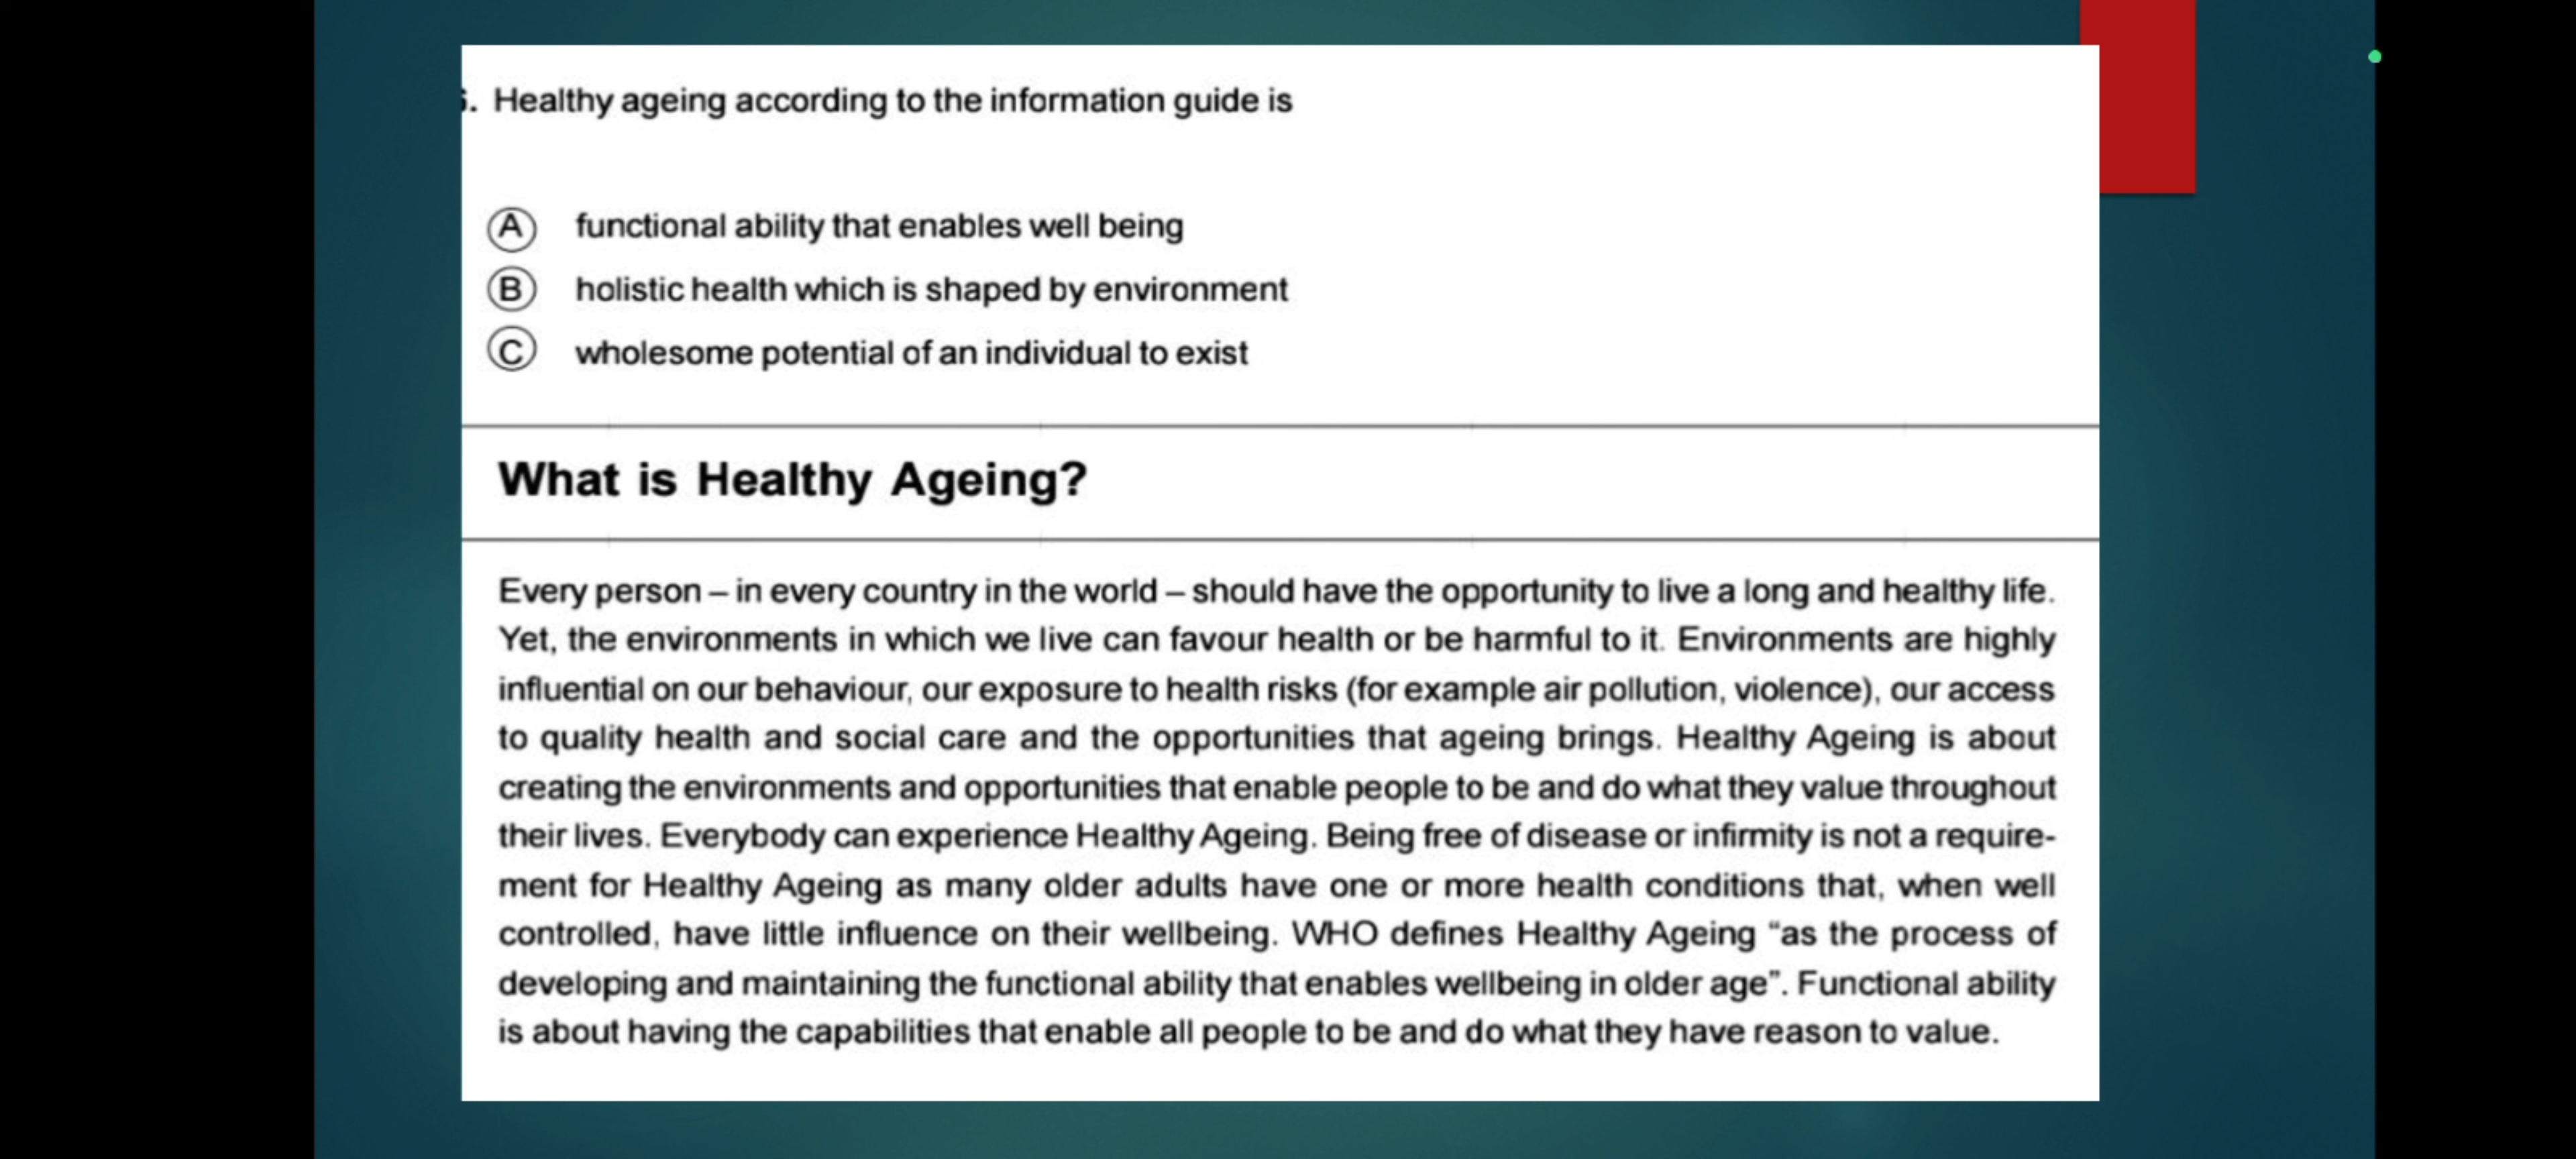 . Healthy ageing according to the information guide is
A functional ability that enables well being
B holistic health which is shaped by environment
C wholesome potential of an individual to exist
What is Healthy Ageing?
Every person – in every country in the world – should have the opportunity to live a long and healthy life.
Yet, the environments in which we live can favour health or be harmful to it. Environments are highly
influential on our behaviour, our exposure to health risks (for example air pollution, violence), our access
to quality health and social care and the opportunities that ageing brings. Healthy Ageing is about
creating the environments and opportunities that enable people to be and do what they value throughout
their lives. Everybody can experience Healthy Ageing. Being free of disease or infirmity is not a require-
ment for Healthy Ageing as many older adults have one or more health conditions that, when well
controlled, have little influence on their wellbeing. WHO defines Healthy Ageing “as the process of
developing and maintaining the functional ability that enables wellbeing in older age”. Functional ability
is about having the capabilities that enable all people to be and do what they have reason to value.